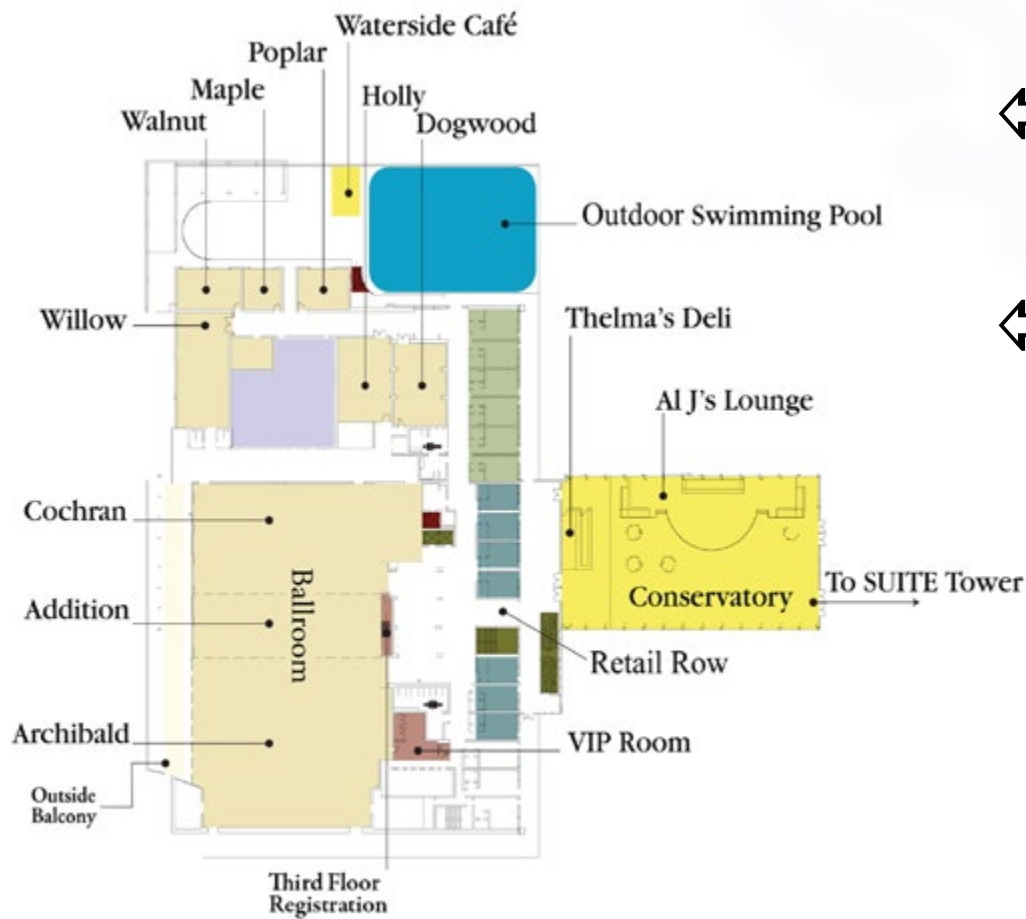 Waterside Café
Poplar
Maple
Holly
Walnut
Dogwood
Outdoor Swimming Pool
Willow
Thelma's Deli
Al J's Lounge
Cochran
Ballroom
To SUITE Tower
Conservatory
Addition
Retail Row
Archibald
VIP Room
Outside
Balcony
Third Floor
Registration